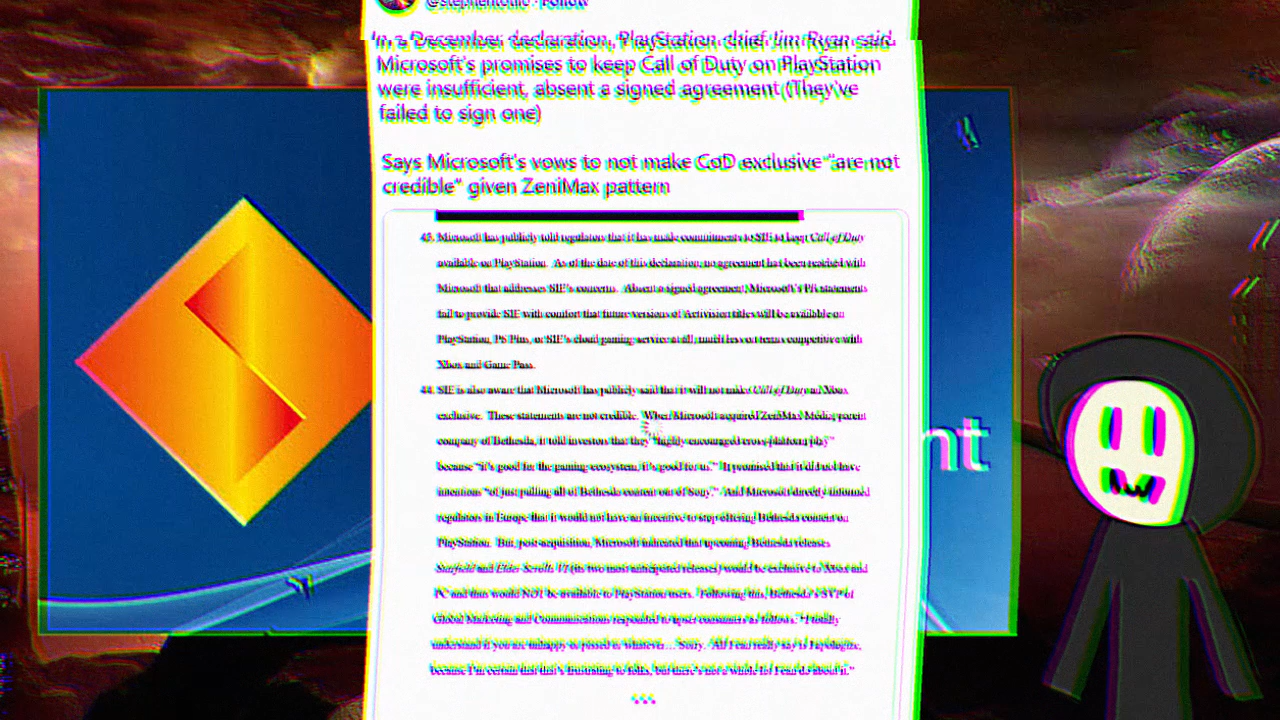 @stephentotilo · Follow
In a December declaration, PlayStation chief Jim Ryan said
Microsoft's promises to keep Call of Duty on PlayStation
were insufficient, absent a signed agreement (They've
failed to sign one)
Says Microsoft's vows to not make CoD exclusive "are not
credible" given ZeniMax pattern
43. Microsoft has publicly told regulators that it has made commitments to SIE to keep Call of Duty
available on PlayStation. As of the date of this declaration, no agreement has been reached with
Microsoft that addresses SIE's concerns. Absent a signed agreement, Microsoft's PR statements
fail to provide SIE with comfort that future versions of Activision titles will be available on
PlayStation, PS Plus, or SIE's cloud gaming service at all, much less on terms competitive with
Xbox and Game Pass.
44. SIE is also aware that Microsoft has publicly said that it will not make Call of Duty an Xbox
exclusive. These statements are not credible. When Microsoft acquired ZeniMax Media, parent
company of Bethesda, it told investors that they "highly encouraged cross-platform play"
because "it's good for the gaming ecosystem, it's good for us." It promised that it did not have
intentions "of just pulling all of Bethesda content out of Sony." And Microsoft directly informed
regulators in Europe that it would not have an incentive to stop offering Bethesda content on
PlayStation. But, post-acquisition, Microsoft indicated that upcoming Bethesda releases
Starfield and Elder Scrolls VI (its two most anticipated releases) would be exclusive to Xbox and
PC and thus would NOT be available to PlayStation users. Following this, Bethesda's SVP of
Global Marketing and Communications responded to upset consumers as follows: "I totally
understand if you are unhappy or pissed or whatever… Sorry. All I can really say is I apologize,
because I'm certain that that's frustrating to folks, but there's not a whole lot I can do about it."
nt